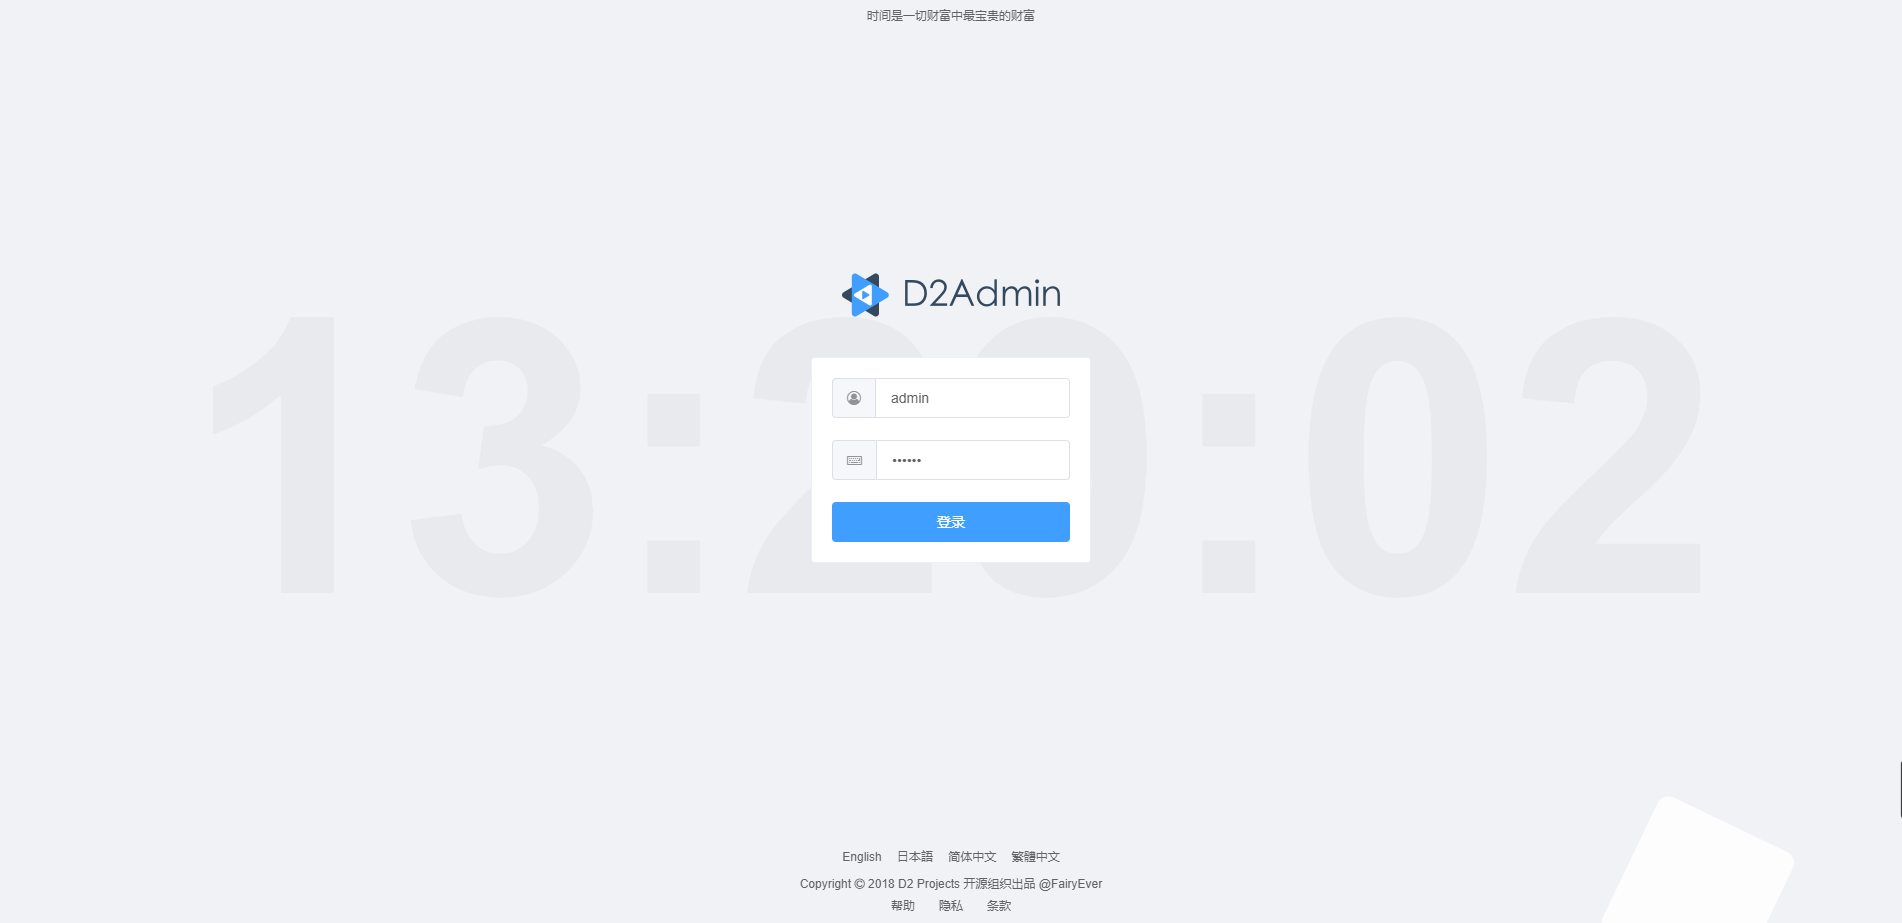 时间是一切财富中最宝贵的财富
D2Admin
13:20:02
admin
••••••
登录
English 日本語 简体中文 繁體中文
Copyright © 2018 D2 Projects 开源组织出品 @FairyEver
帮助 隐私 条款